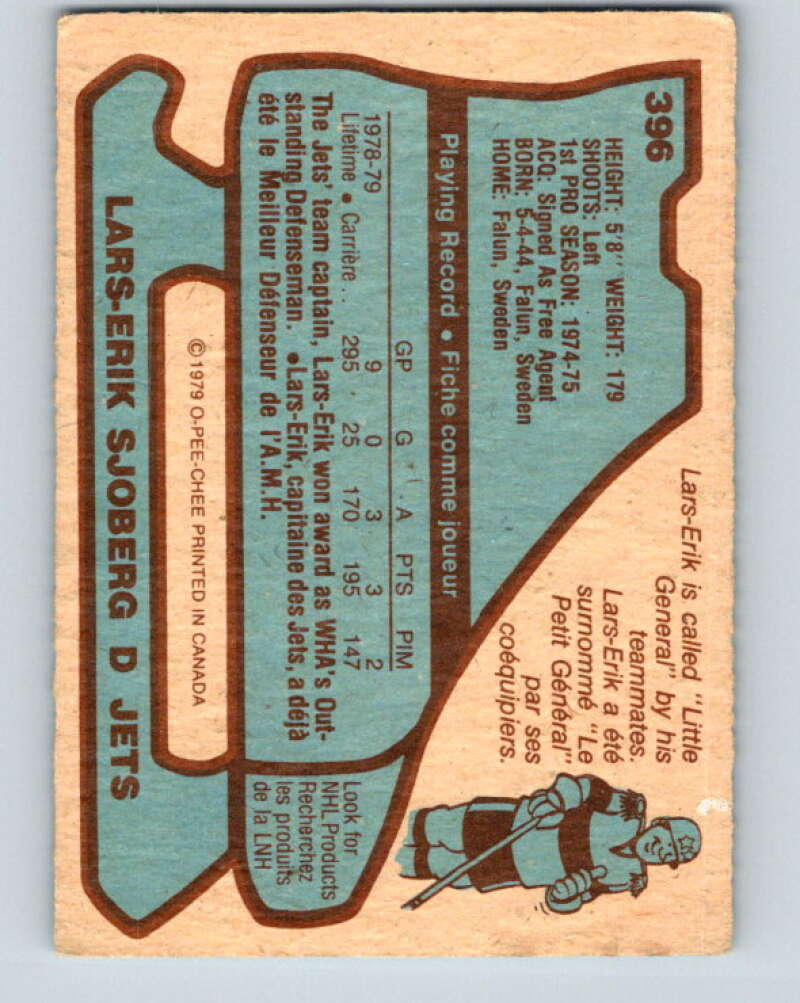 396
HEIGHT: 5'8" WEIGHT: 179
SHOOTS: Left
1st PRO SEASON: 1974-75
ACQ: Signed As Free Agent
BORN: 5-4-44, Falun, Sweden
HOME: Falun, Sweden
Lars-Erik is called "Little
General' by his
teammates.
Lars-Erik a été
surnommé "Le
Petit Général"
par ses
coéquipiers.
Playing Record • Fiche comme joueur
GP G A PTS PIM
1978-79 9 0 3 3 2
Lifetime • Carrière .. 295 25 170 195 147
The Jets' team captain, Lars-Erik won award as WHA's Out-
standing Defenseman. •Lars-Erik, capitaine des Jets, a déjà
été le Meilleur Défenseur de l'A.M.H.
Look for
NHL Products
Recherchez
les produits
de la LNH
©1979 O-PEE-CHEE PRINTED IN CANADA
LARS-ERIK SJOBERG D JETS